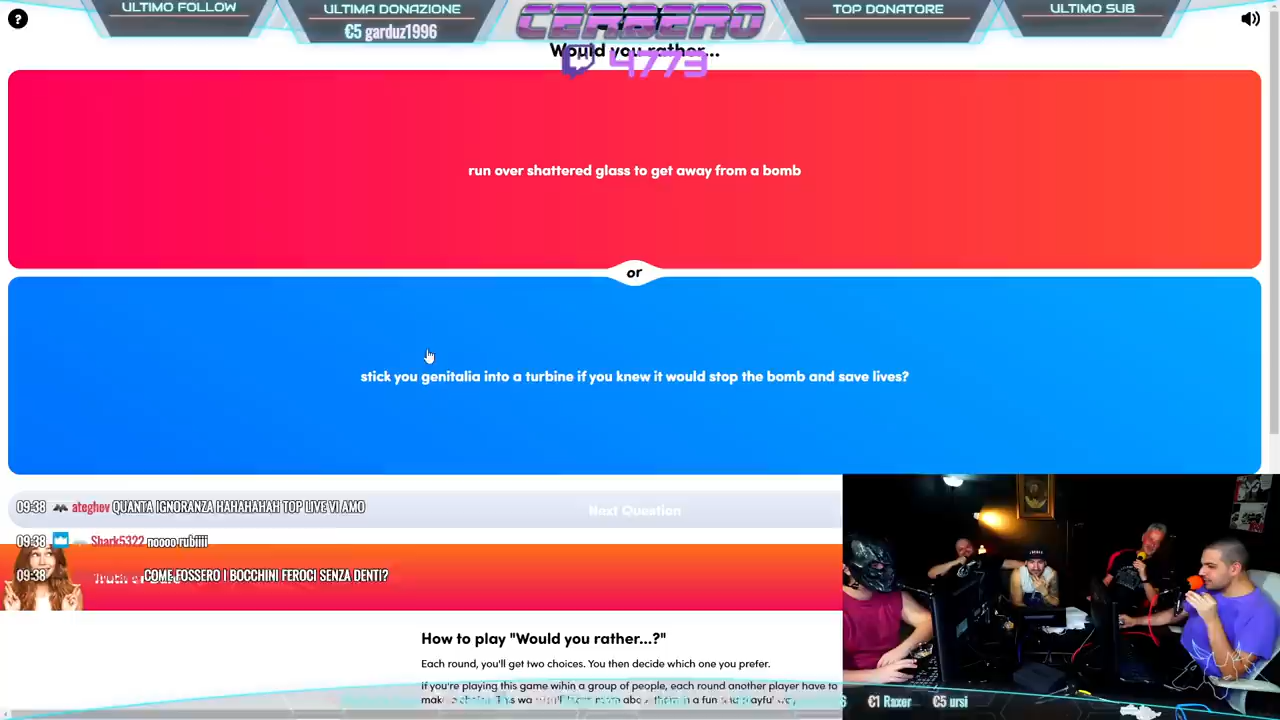 ULTIMO FOLLOW
ULTIMA DONAZIONE
€5 garduz1996
CERBERO
TOP DONATORE
ULTIMO SUB
?
Would you rather...
4773
run over shattered glass to get away from a bomb
or
stick you genitalia into a turbine if you knew it would stop the bomb and save lives?
Next Question
09:38 ateghev QUANTA IGNORANZA HAHAHAHAH TOP LIVE VI AMO
09:38 Shark5322 noooo rubiiii
09:38 COME FOSSERO I BOCCHINI FEROCI SENZA DENTI?
How to play "Would you rather...?"
Each round, you'll get two choices. You then decide which one you prefer.
If you're playing this game wihin a group of people, each round another player have to
€1 Raxer €5 ursi